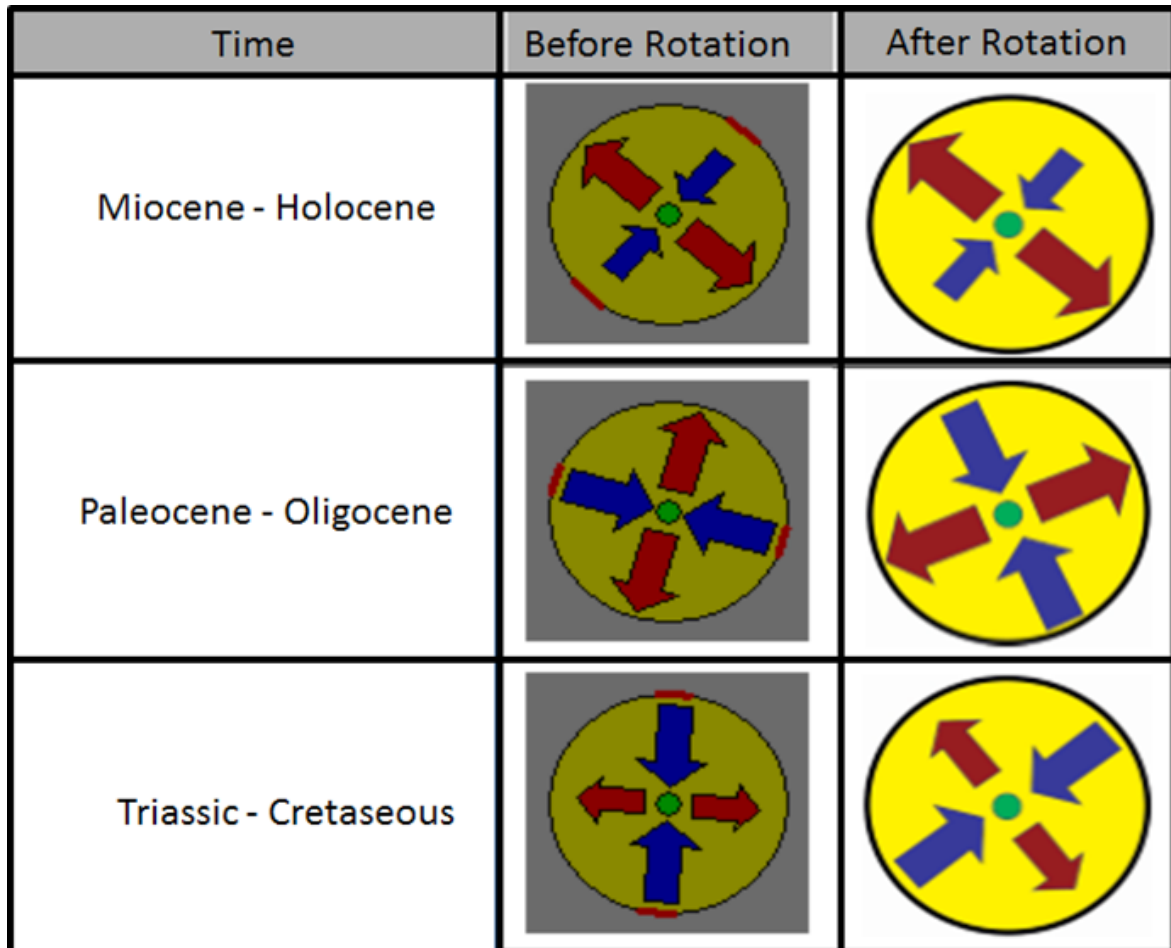 Time
Before Rotation
After Rotation
Miocene - Holocene
Paleocene - Oligocene
Triassic - Cretaseous